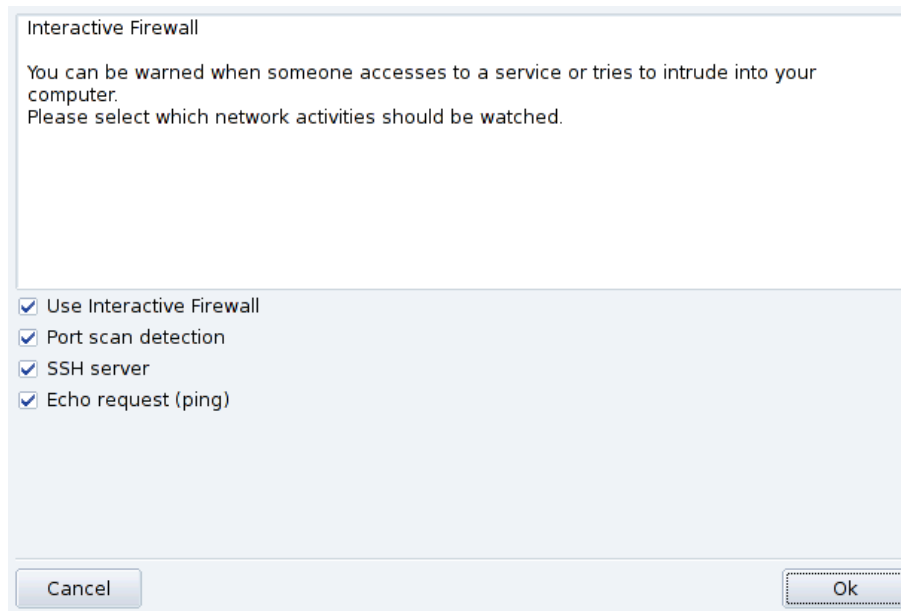 Interactive Firewall
You can be warned when someone accesses to a service or tries to intrude into your
computer.
Please select which network activities should be watched.
Use Interactive Firewall
Port scan detection
SSH server
Echo request (ping)
Cancel
Ok